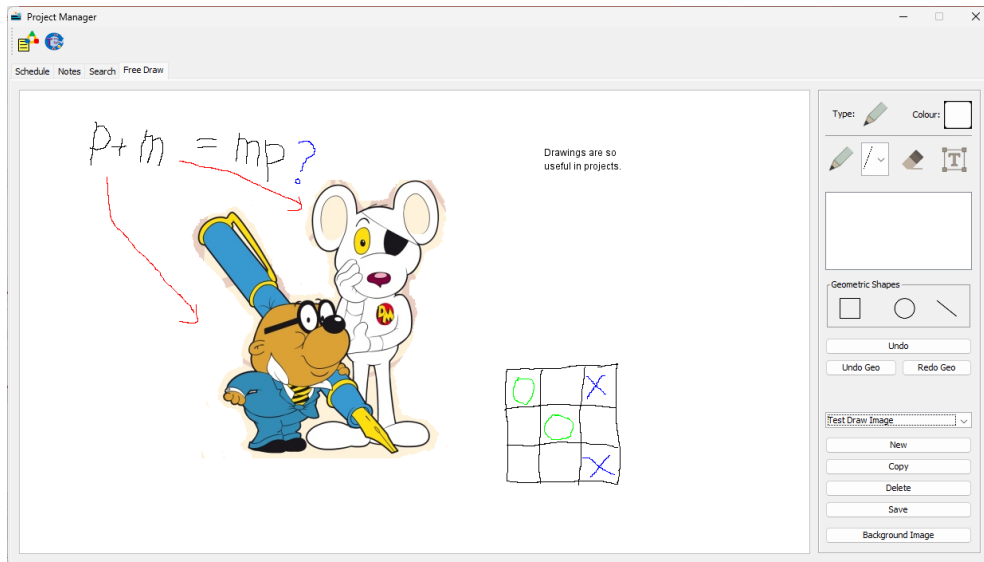 Project Manager
Schedule Notes Search Free Draw
p+m = mp?
Drawings are so
useful in projects.
DM
O X
O
X
Type: Colour:
T
Geometric Shapes
Undo
Undo Geo Redo Geo
Test Draw Image
New
Copy
Delete
Save
Background Image